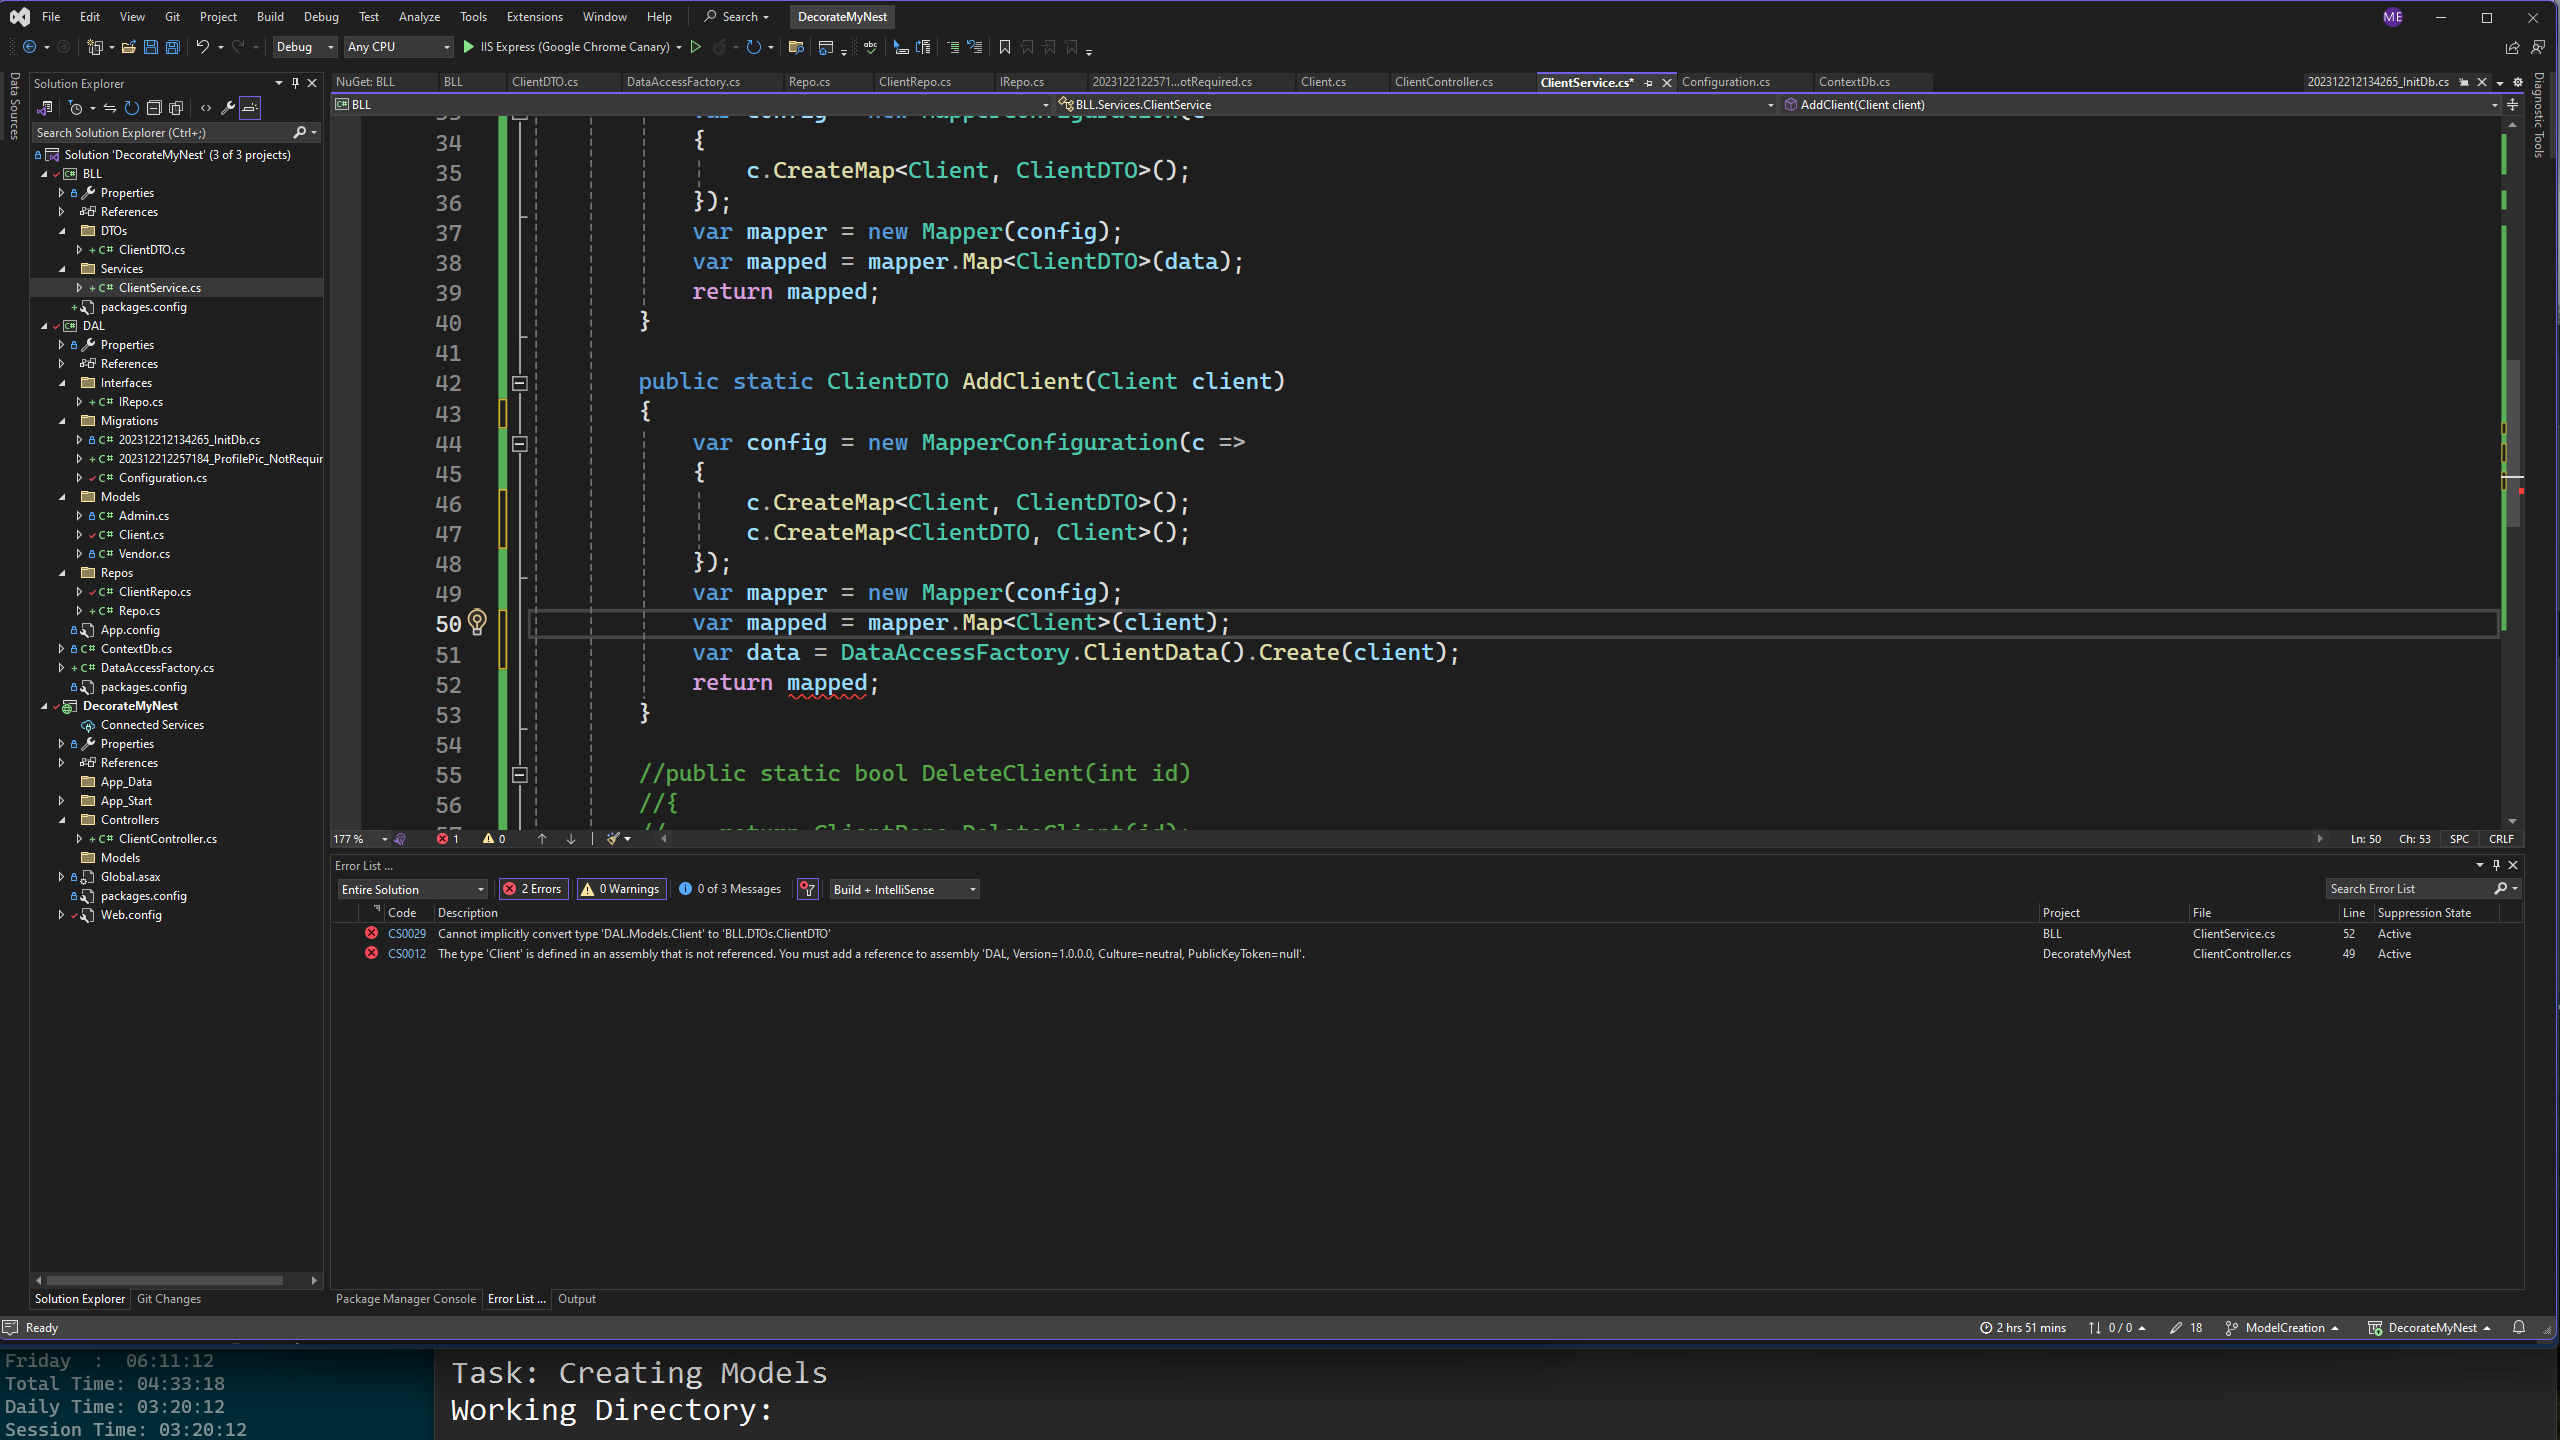 File Edit View Git Project Build Debug Test Analyze Tools Extensions Window Help Search DecorateMyNest ME
Debug Any CPU IIS Express (Google Chrome Canary)
Data Sources
Solution Explorer
Search Solution Explorer (Ctrl+;)
Solution 'DecorateMyNest' (3 of 3 projects)
BLL
Properties
References
DTOs
C# ClientDTO.cs
Services
C# ClientService.cs
packages.config
DAL
Properties
References
Interfaces
C# IRepo.cs
Migrations
C# 202312212134265_InitDb.cs
C# 202312212257184_ProfilePic_NotRequir
C# Configuration.cs
Models
C# Admin.cs
C# Client.cs
C# Vendor.cs
Repos
C# ClientRepo.cs
C# Repo.cs
App.config
C# ContextDb.cs
C# DataAccessFactory.cs
packages.config
DecorateMyNest
Connected Services
Properties
References
App_Data
App_Start
Controllers
C# ClientController.cs
Models
Global.asax
packages.config
Web.config
Solution Explorer Git Changes
NuGet: BLL BLL ClientDTO.cs DataAccessFactory.cs Repo.cs ClientRepo.cs IRepo.cs 2023122122571...otRequired.cs Client.cs ClientController.cs ClientService.cs* Configuration.cs ContextDb.cs 202312212134265_InitDb.cs
BLL BLL.Services.ClientService AddClient(Client client)
Diagnostic Tools
34 {
35 c.CreateMap<Client, ClientDTO>();
36 });
37 var mapper = new Mapper(config);
38 var mapped = mapper.Map<ClientDTO>(data);
39 return mapped;
40 }
41
42 public static ClientDTO AddClient(Client client)
43 {
44 var config = new MapperConfiguration(c =>
45 {
46 c.CreateMap<Client, ClientDTO>();
47 c.CreateMap<ClientDTO, Client>();
48 });
49 var mapper = new Mapper(config);
50 var mapped = mapper.Map<Client>(client);
51 var data = DataAccessFactory.ClientData().Create(client);
52 return mapped;
53 }
54
55 //public static bool DeleteClient(int id)
56 //{
177 % 1 0 Ln: 50 Ch: 53 SPC CRLF
Error List ...
Entire Solution 2 Errors 0 Warnings 0 of 3 Messages Build + IntelliSense Search Error List
Code Description Project File Line Suppression State
CS0029 Cannot implicitly convert type 'DAL.Models.Client' to 'BLL.DTOs.ClientDTO' BLL ClientService.cs 52 Active
CS0012 The type 'Client' is defined in an assembly that is not referenced. You must add a reference to assembly 'DAL, Version=1.0.0.0, Culture=neutral, PublicKeyToken=null'. DecorateMyNest ClientController.cs 49 Active
Package Manager Console Error List ... Output
Ready 2 hrs 51 mins 0 / 0 18 ModelCreation DecorateMyNest
Friday : 06:11:12
Total Time: 04:33:18
Daily Time: 03:20:12
Session Time: 03:20:12
Task: Creating Models
Working Directory: